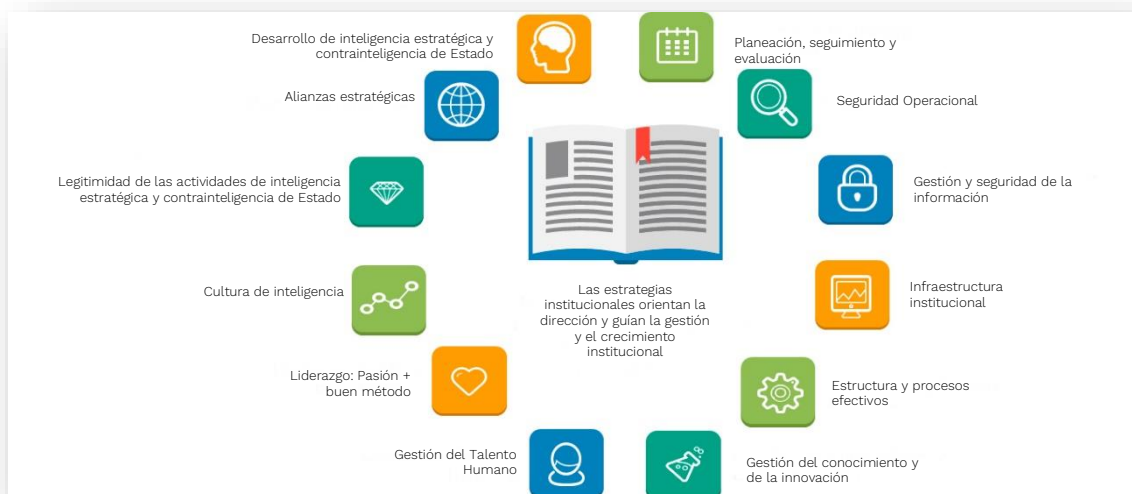 Desarrollo de inteligencia estratégica y
contrainteligencia de Estado
Planeación, seguimiento y
evaluación
Alianzas estratégicas
Seguridad Operacional
Legitimidad de las actividades de inteligencia
estratégica y contrainteligencia de Estado
Gestión y seguridad de la
información
Cultura de inteligencia
Las estrategias
institucionales orientan la
dirección y guían la gestión
y el crecimiento
institucional
Infraestructura
institucional
Liderazgo: Pasión +
buen método
Estructura y procesos
efectivos
Gestión del Talento
Humano
Gestión del conocimiento y
de la innovación